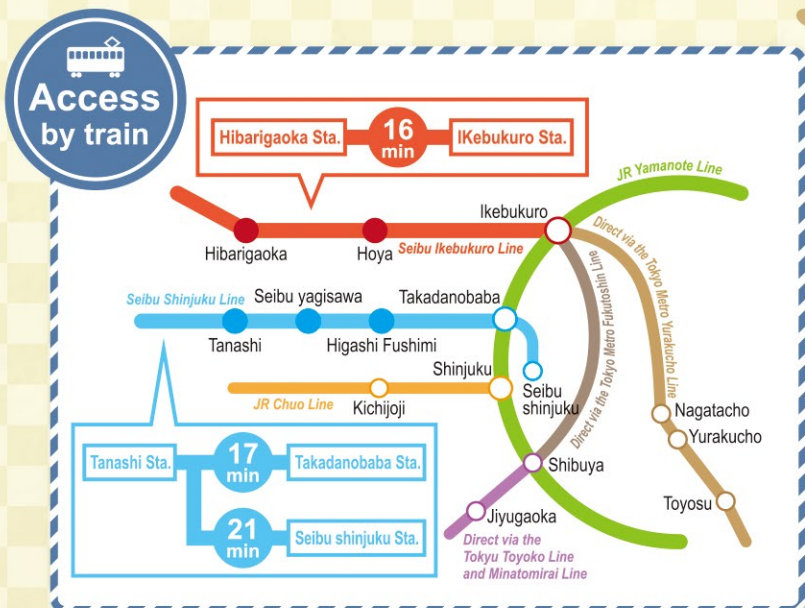 Access
by train
Hibarigaoka Sta.
16
min
IKebukuro Sta.
JR Yamanote Line
Ikebukuro
Hibarigaoka
Hoya
Seibu Ikebukuro Line
Direct via the Tokyo Metro Yurakucho Line
Direct via the Tokyo Metro Fukutoshin Line
Seibu Shinjuku Line
Seibu yagisawa
Takadanobaba
Tanashi
Higashi Fushimi
Shinjuku
Seibu
shinjuku
JR Chuo Line
Kichijoji
Nagatacho
Yurakucho
Tanashi Sta.
17
min
Takadanobaba Sta.
21
min
Seibu shinjuku Sta.
Shibuya
Toyosu
Jiyugaoka
Direct via the
Tokyu Toyoko Line
and Minatomirai Line